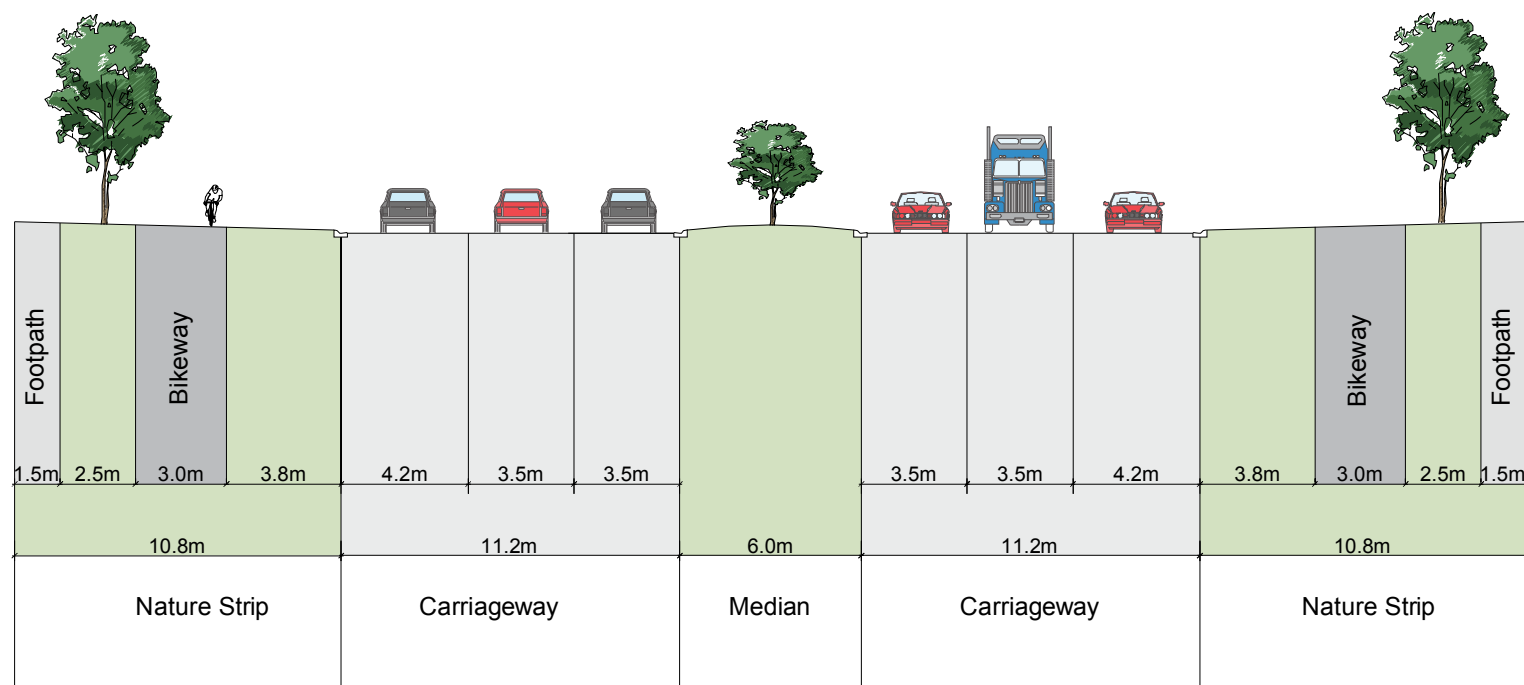 Footpath
Bikeway
Bikeway
Footpath
1.5m 2.5m 3.0m 3.8m 4.2m 3.5m 3.5m 3.5m 3.5m 4.2m 3.8m 3.0m 2.5m 1.5m
10.8m 11.2m 6.0m 11.2m 10.8m
Nature Strip Carriageway Median Carriageway Nature Strip